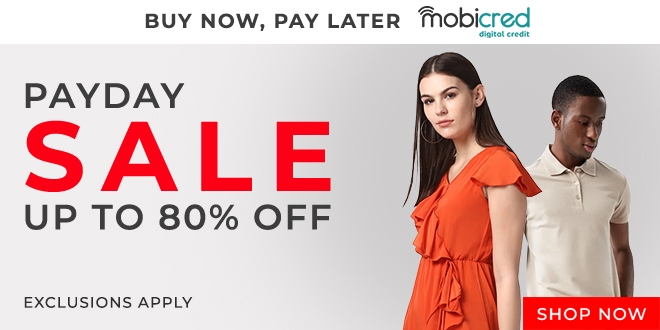 BUY NOW, PAY LATER mobicred
digital credit
PAYDAY
SALE
UP TO 80% OFF
EXCLUSIONS APPLY
SHOP NOW